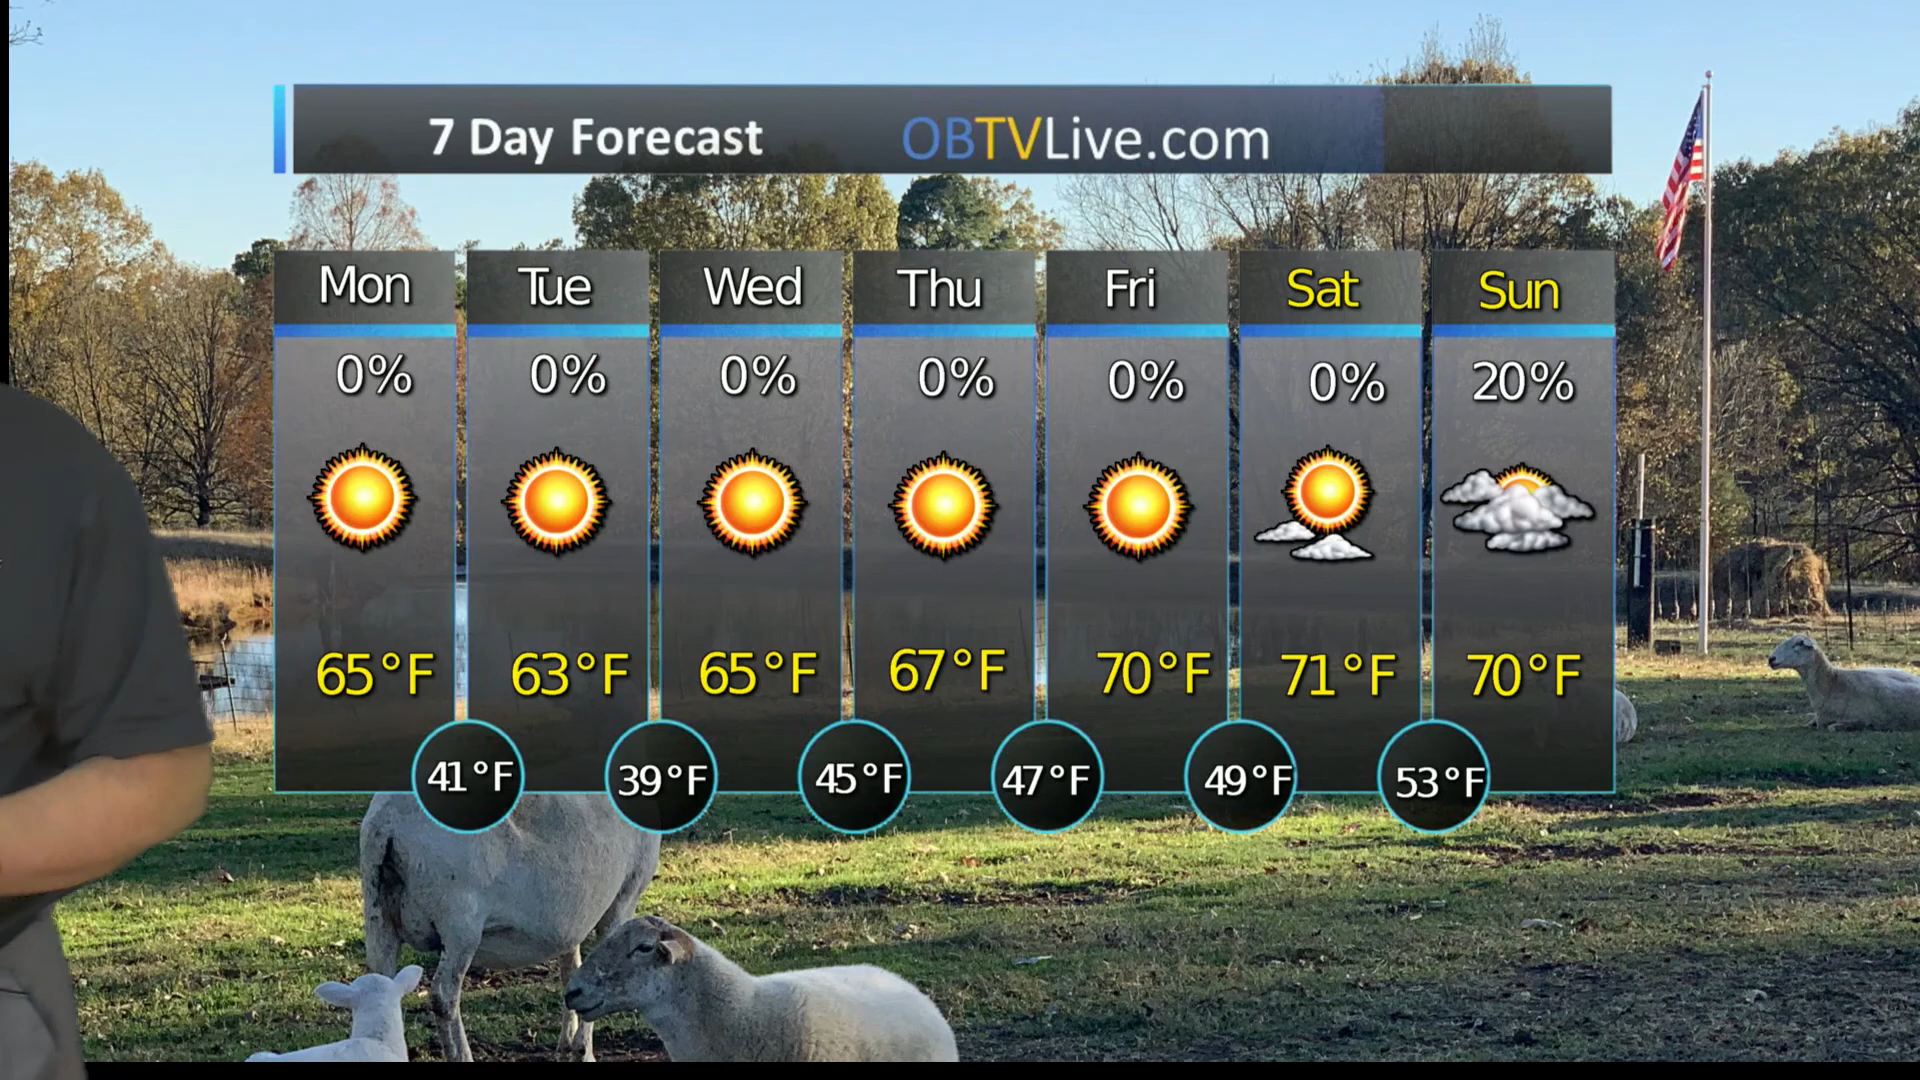 7 Day Forecast OBTVLive.com
Mon Tue Wed Thu Fri Sat Sun
0% 0% 0% 0% 0% 0% 20%
65°F 63°F 65°F 67°F 70°F 71°F 70°F
41°F 39°F 45°F 47°F 49°F 53°F